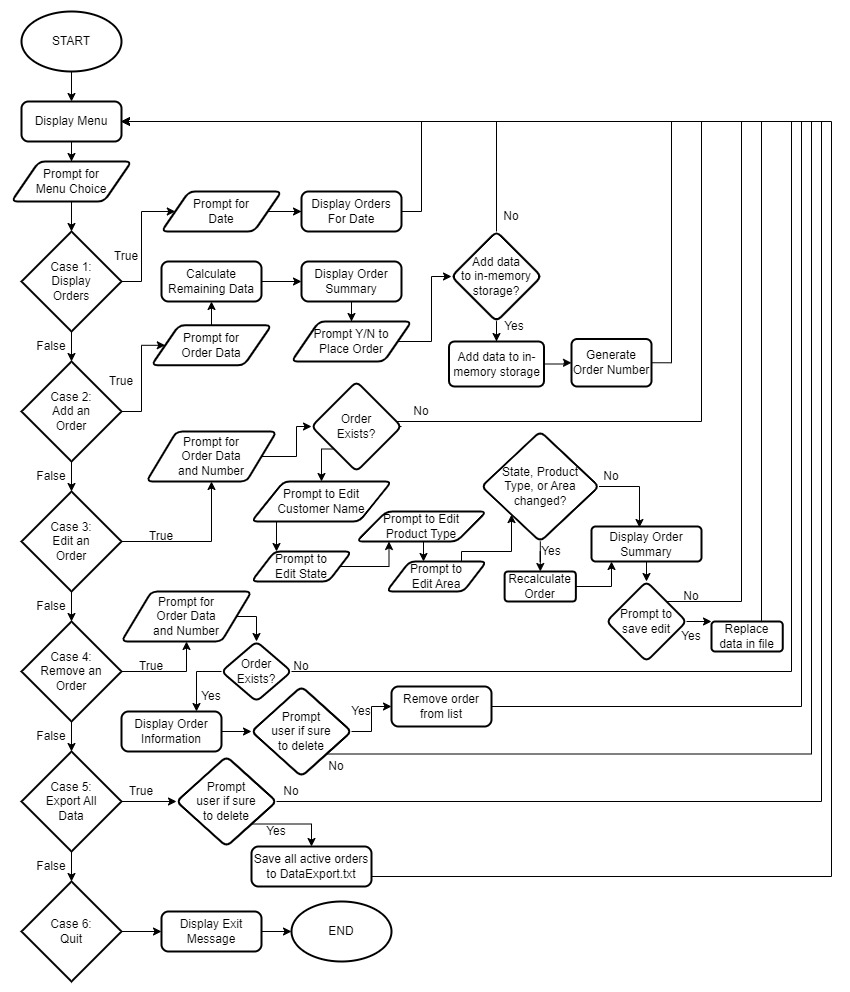 START
Display Menu
Prompt for
Menu Choice
Case 1:
Display
Orders
True
False
Prompt for
Date
Display Orders
For Date
Calculate
Remaining Data
Display Order
Summary
Prompt for
Order Data
Prompt Y/N to
Place Order
Add data
to in-memory
storage?
No
Yes
Add data to in-
memory storage
Generate
Order Number
Case 2:
Add an
Order
True
False
Prompt for
Order Data
and Number
Order
Exists?
No
Prompt to Edit
Customer Name
Prompt to
Edit State
Prompt to Edit
Product Type
Prompt to
Edit Area
State, Product
Type, or Area
changed?
No
Yes
Recalculate
Order
Display Order
Summary
Prompt to
save edit
No
Yes
Replace
data in file
Case 3:
Edit an
Order
True
False
Prompt for
Order Data
and Number
Order
Exists?
No
Yes
Case 4:
Remove an
Order
True
False
Display Order
Information
Prompt
user if sure
to delete
Yes
No
Remove order
from list
Case 5:
Export All
Data
True
False
Prompt
user if sure
to delete
No
Yes
Save all active orders
to DataExport.txt
Case 6:
Quit
Display Exit
Message
END